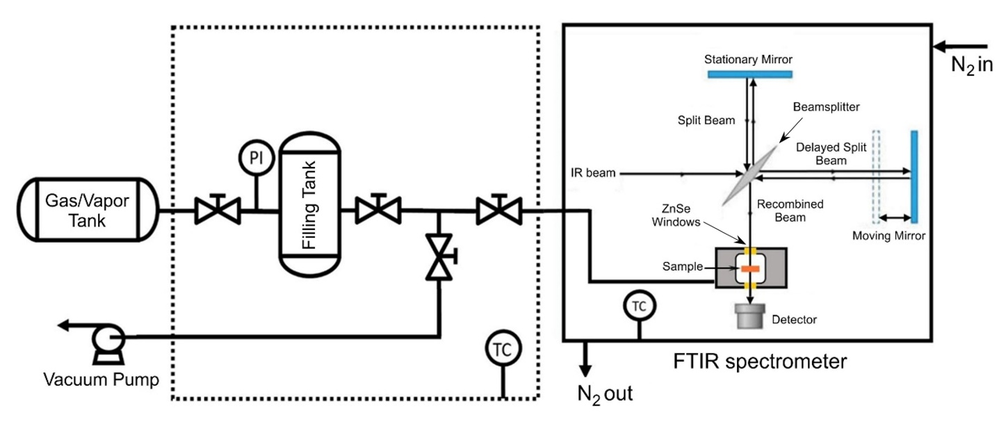 Gas/Vapor
Tank
PI
Filling Tank
Vacuum Pump
TC
N2 in
Stationary Mirror
Split Beam
Beamsplitter
Delayed Split
Beam
IR beam
ZnSe
Windows
Recombined
Beam
Moving Mirror
Sample
TC
Detector
FTIR spectrometer
N2 out